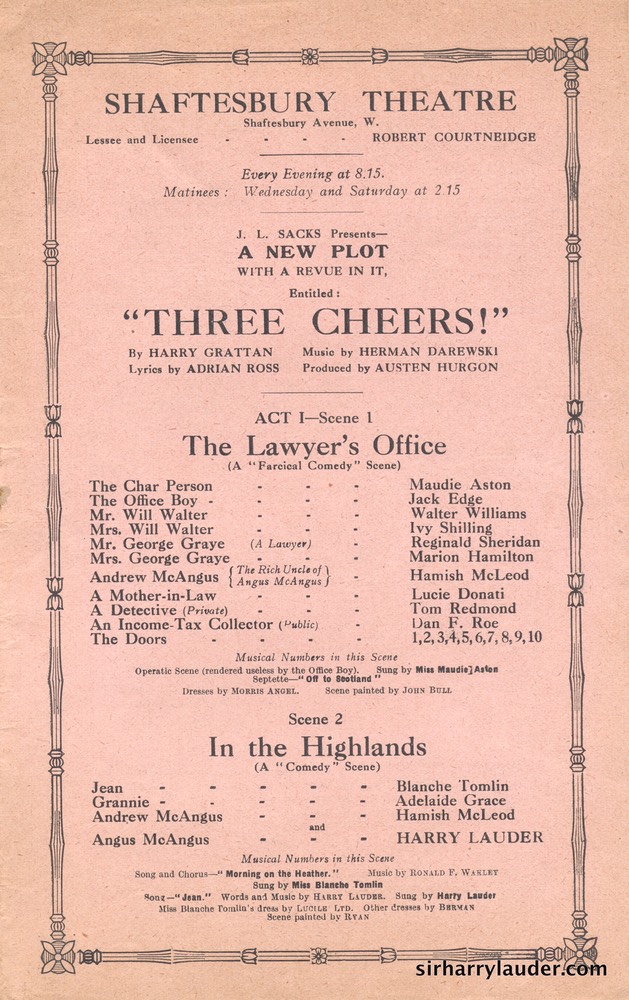 SHAFTESBURY THEATRE
Shaftesbury Avenue, W.
Lessee and Licensee - - - - ROBERT COURTNEIDGE
Every Evening at 8.15.
Matinees : Wednesday and Saturday at 2.15
J. L. SACKS Presents—
A NEW PLOT
WITH A REVUE IN IT,
Entitled :
"THREE CHEERS!"
By HARRY GRATTAN Music by HERMAN DAREWSKI
Lyrics by ADRIAN ROSS Produced by AUSTEN HURGON
ACT I—Scene 1
The Lawyer's Office
(A "Farcical Comedy" Scene)
The Char Person - - - Maudie Aston
The Office Boy - - - - Jack Edge
Mr. Will Walter - - - Walter Williams
Mrs. Will Walter - - - Ivy Shilling
Mr. George Graye (A Lawyer) - Reginald Sheridan
Mrs. George Graye - - - Marion Hamilton
Andrew McAngus { The Rich Uncle of Angus McAngus } - Hamish McLeod
A Mother-in-Law - - - Lucie Donati
A Detective (Private) - - - Tom Redmond
An Income-Tax Collector (Public) - Dan F. Roe
The Doors - - - - 1,2,3,4,5,6,7,8,9,10
Musical Numbers in this Scene
Operatic Scene (rendered useless by the Office Boy). Sung by Miss Maudie] Aston
Septette—"Off to Scotland"
Dresses by MORRIS ANGEL. Scene painted by JOHN BULL
Scene 2
In the Highlands
(A "Comedy" Scene)
Jean - - - - - Blanche Tomlin
Grannie - - - - - Adelaide Grace
Andrew McAngus - - - Hamish McLeod
and
Angus McAngus - - - HARRY LAUDER
Musical Numbers in this Scene
Song and Chorus—"Morning on the Heather." Music by RONALD F. WAKLEY
Sung by Miss Blanche Tomlin
Song—"Jean." Words and Music by HARRY LAUDER. Sung by Harry Lauder
Miss Blanche Tomlin's dress by LUCILE LTD. Other dresses by BERMAN
Scene painted by RYAN
sirharrylauder.com